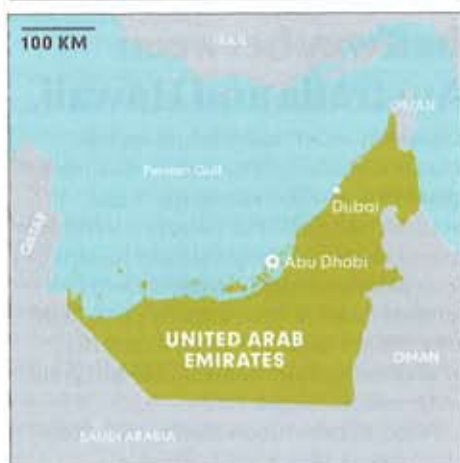 100 KM
IRAN
OMAN
Persian Gulf
QATAR
Dubai
Abu Dhabi
UNITED ARAB
EMIRATES
OMAN
SAUDI ARABIA